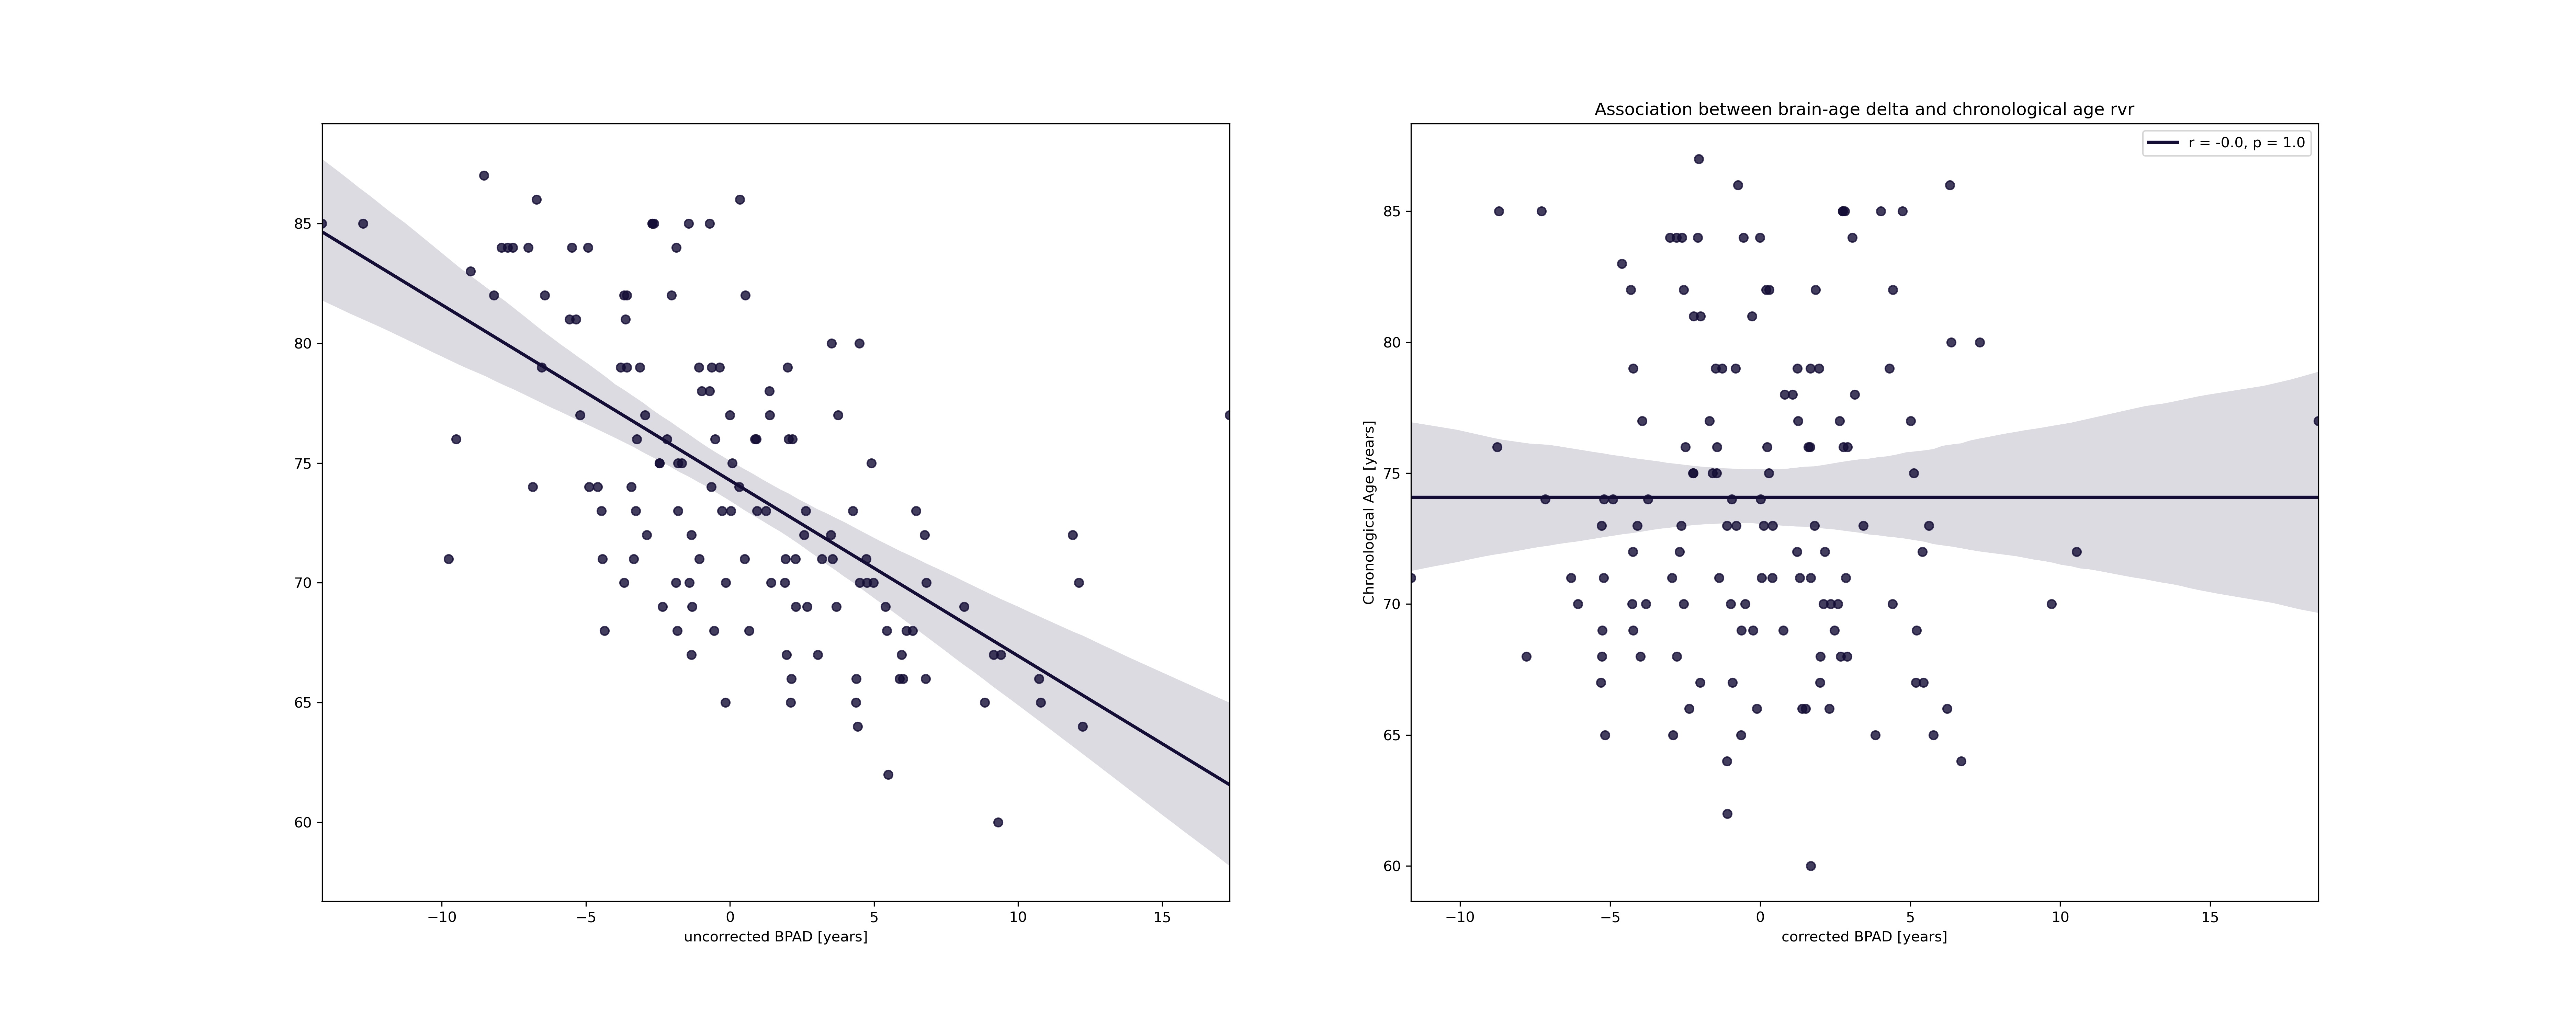 85
80
75
70
65
60
−10 −5 0 5 10 15
uncorrected BPAD [years]
Association between brain-age delta and chronological age rvr
r = -0.0, p = 1.0
Chronological Age [years]
85
80
75
70
65
60
−10 −5 0 5 10 15
corrected BPAD [years]